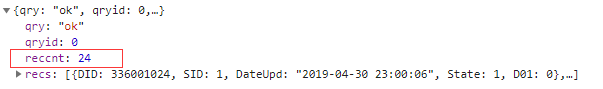 ▼{qry: "ok", qryid: 0,…}
qry: "ok"
qryid: 0
reccnt: 24
▶recs: [{DID: 336001024, SID: 1, DateUpd: "2019-04-30 23:00:06", State: 1, D01: 0},…]